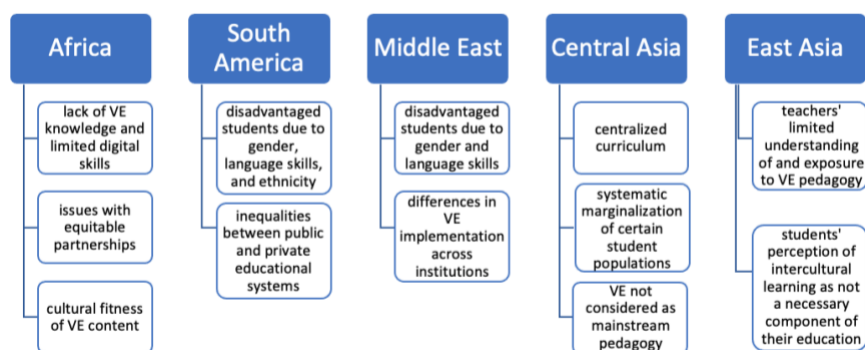 Africa
lack of VE
knowledge and
limited digital
skills
issues with
equitable
partnerships
cultural fitness
of VE content
South
America
disadvantaged
students due to
gender,
language skills,
and ethnicity
inequalities
between public
and private
educational
systems
Middle East
disadvantaged
students due to
gender and
language skills
differences in
VE
implementation
across
institutions
Central Asia
centralized
curriculum
systematic
marginalization
of certain
student
populations
VE not
considered as
mainstream
pedagogy
East Asia
teachers'
limited
understanding
of and exposure
to VE pedagogy
students'
perception of
intercultural
learning as not
a necessary
component of
their education